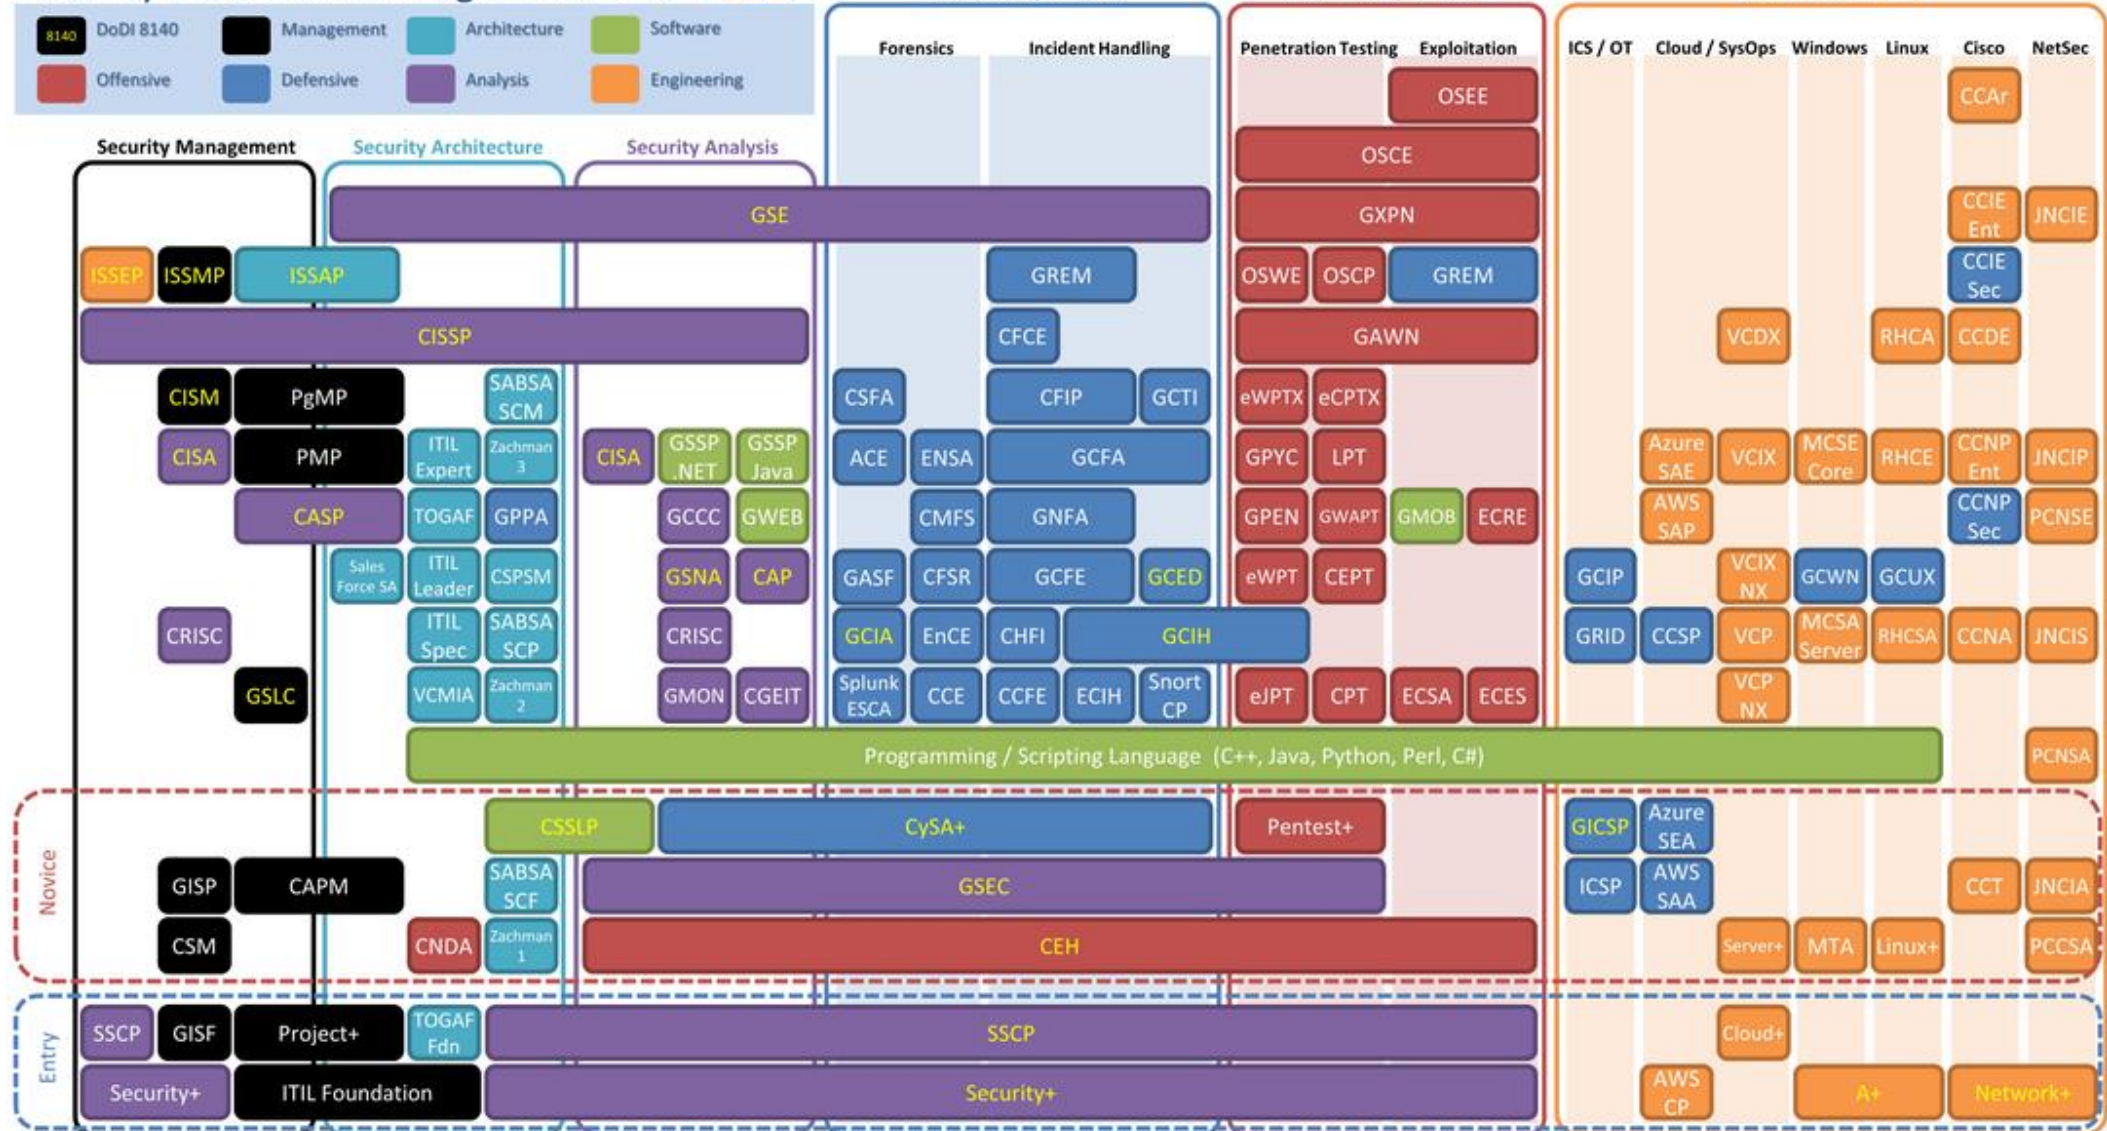 8140 DoDI 8140 Management Architecture Software
Offensive Defensive Analysis Engineering
Forensics Incident Handling Penetration Testing Exploitation ICS / OT Cloud / SysOps Windows Linux Cisco NetSec
OSEE CCAr
Security Management Security Architecture Security Analysis
OSCE
GSE GXPN CCIE Ent JNCIE
ISSEP ISSMP ISSAP GREM OSWE OSCP GREM CCIE Sec
CISSP CFCE GAWN VCDX RHCA CCDE
CISM PgMP SABSA SCM CSFA CFIP GCTI eWPTX eCPTX
CISA PMP ITIL Expert Zachman 3 CISA GSSP .NET GSSP Java ACE ENSA GCFA GPYC LPT Azure SAE VCIX MCSE Core RHCE CCNP Ent JNCIP
CASP TOGAF GPPA GCCC GWEB CMFS GNFA GPEN GWAPT GMOB ECRE AWS SAP CCNP Sec PCNSE
Sales Force SA ITIL Leader CSPSM GSNA CAP GASF CFSR GCFE GCED eWPT CEPT GCIP VCIX NX GCWN GCUX
CRISC ITIL Spec SABSA SCP CRISC GCIA EnCE CHFI GCIH GRID CCSP VCP MCSA Server RHCSA CCNA JNCIS
GSLC VCMIA Zachman 2 GMON CGEIT Splunk ESCA CCE CCFE ECIH Snort CP eJPT CPT ECSA ECES VCP NX
Programming / Scripting Language (C++, Java, Python, Perl, C#) PCNSA
Novice
CSSLP CySA+ Pentest+ GICSP Azure SEA
GISP CAPM SABSA SCF GSEC ICSP AWS SAA CCT JNCIA
CSM CNDA Zachman 1 CEH Server+ MTA Linux+ PCCSA
Entry
SSCP GISF Project+ TOGAF Fdn SSCP Cloud+
Security+ ITIL Foundation Security+ AWS CP A+ Network+